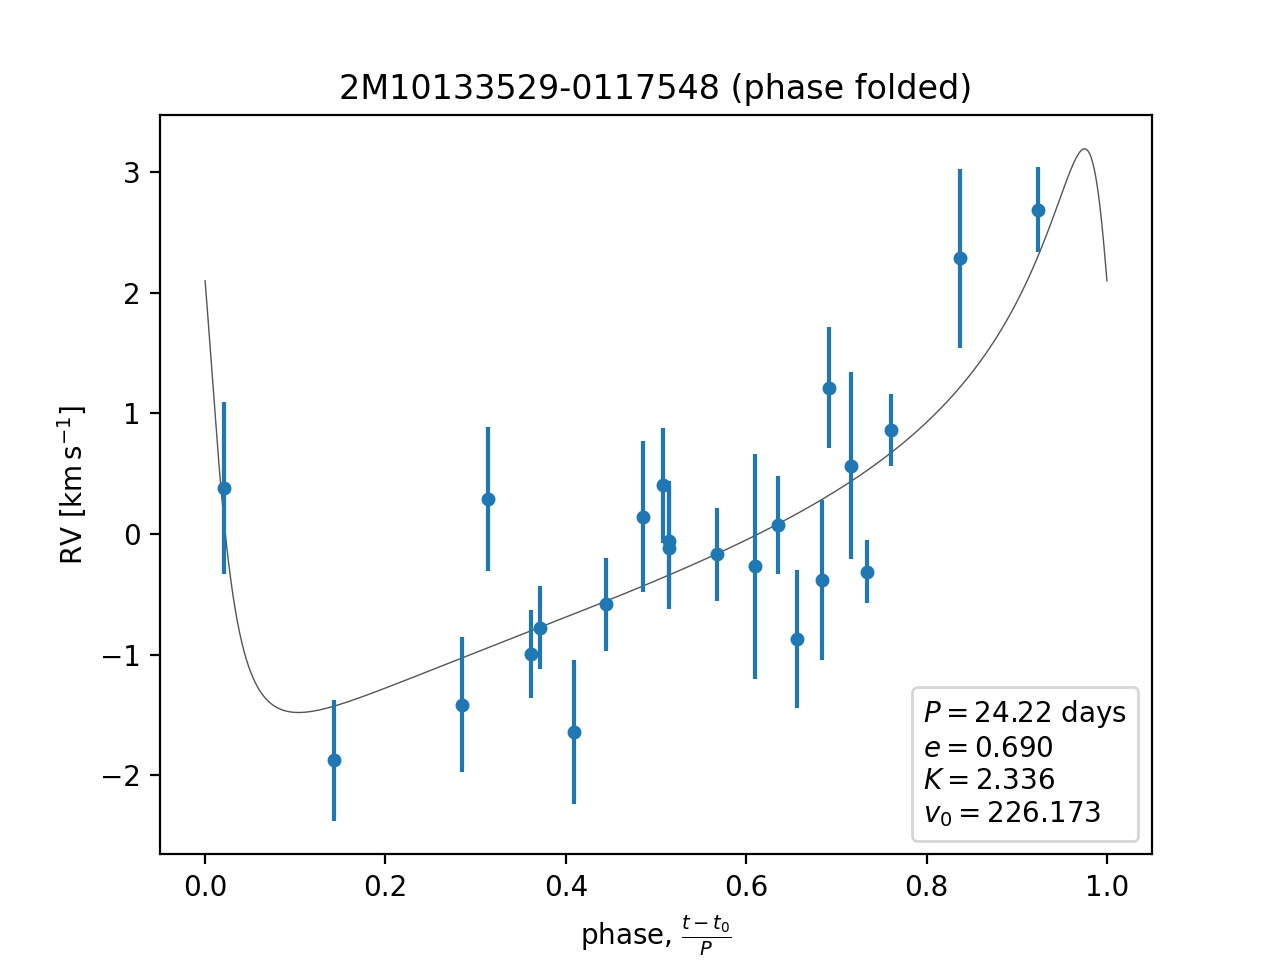 2M10133529-0117548 (phase folded)
RV [km s⁻¹]
3
2
1
0
−1
−2
0.0 0.2 0.4 0.6 0.8 1.0
phase, (t − t₀)/P
P = 24.22 days
e = 0.690
K = 2.336
v₀ = 226.173